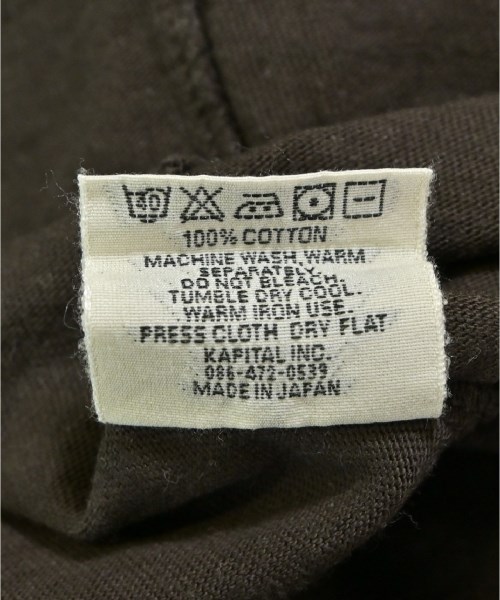 40
100% COTTON
MACHINE WASH, WARM
SEPARATELY.
DO NOT BLEACH.
TUMBLE DRY COOL.
WARM IRON USE.
PRESS CLOTH DRY FLAT
KAPITAL INC.
086-472-0539
MADE IN JAPAN